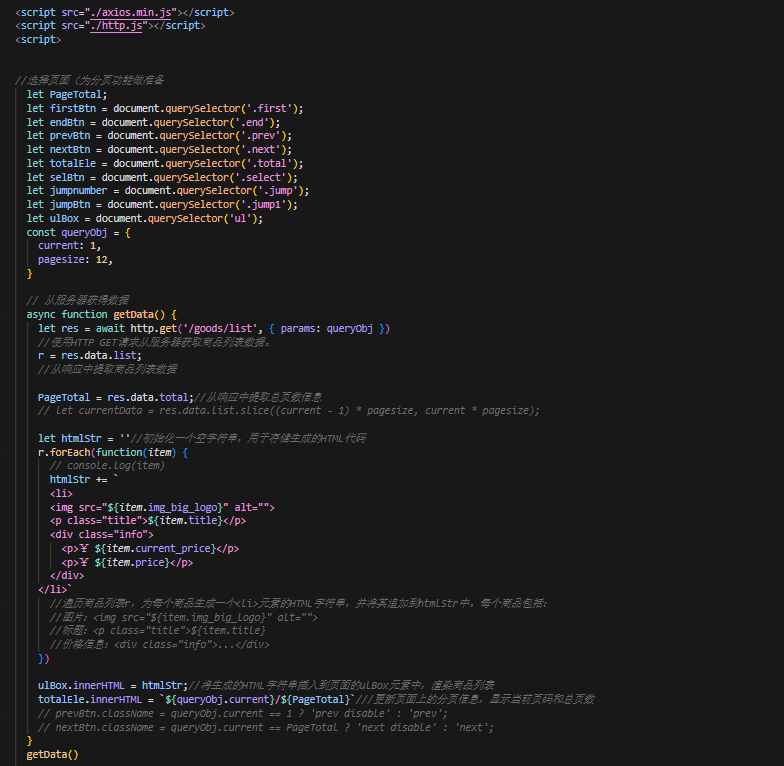 <script src="./axios.min.js"></script>
<script src="./http.js"></script>
<script>
//选择页面（为分页功能做准备
let PageTotal;
let firstBtn = document.querySelector('.first');
let endBtn = document.querySelector('.end');
let prevBtn = document.querySelector('.prev');
let nextBtn = document.querySelector('.next');
let totalEle = document.querySelector('.total');
let selBtn = document.querySelector('.select');
let jumpnumber = document.querySelector('.jump');
let jumpBtn = document.querySelector('.jump1');
let ulBox = document.querySelector('ul');
const queryObj = {
current: 1,
pagesize: 12,
}
// 从服务器获得数据
async function getData() {
let res = await http.get('/goods/list', { params: queryObj })
//使用HTTP GET请求从服务器获取商品列表数据。
r = res.data.list;
//从响应中提取商品列表数据
PageTotal = res.data.total;//从响应中提取总页数信息
// let currentData = res.data.list.slice((current - 1) * pagesize, current * pagesize);
let htmlStr = ''//初始化一个空字符串，用于存储生成的HTML代码
r.forEach(function(item) {
// console.log(item)
htmlStr += `
<li>
<img src="${item.img_big_logo}" alt="">
<p class="title">${item.title}</p>
<div class="info">
<p>¥ ${item.current_price}</p>
<p>¥ ${item.price}</p>
</div>
</li>`
//遍历商品列表r，为每个商品生成一个<li>元素的HTML字符串，并将其追加到htmlStr中。每个商品包括：
//图片：<img src="${item.img_big_logo}" alt="">
//标题：<p class="title">${item.title}
//价格信息：<div class="info">...</div>
})
ulBox.innerHTML = htmlStr;//将生成的HTML字符串插入到页面的ulBox元素中，渲染商品列表
totalEle.innerHTML = `${queryObj.current}/${PageTotal}`///更新页面上的分页信息，显示当前页码和总页数
// prevBtn.className = queryObj.current == 1 ? 'prev disable' : 'prev';
// nextBtn.className = queryObj.current == PageTotal ? 'next disable' : 'next';
}
getData()